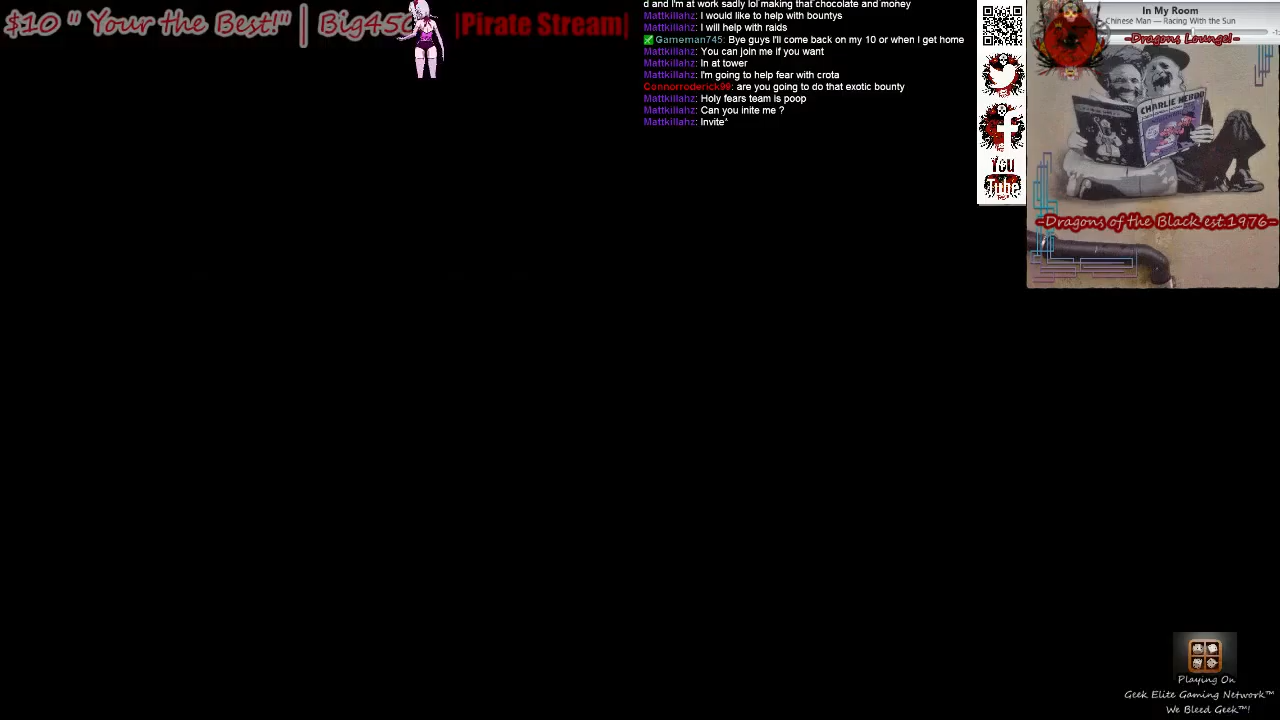 $10 " Your the Best!" | Big450
|Pirate Stream|
d and I'm at work sadly lol making that chocolate and mohey
Mattkillahz: I would like to help with bountys
Mattkillahz: I will help with raids
Gameman745: Bye guys I'll come back on my 10 or when I get home
Mattkillahz: You can join me if you want
Mattkillahz: In at tower
Mattkillahz: I'm going to help fear with crota
Connorroderick99: are you going to do that exotic bounty
Mattkillahz: Holy fears team is poop
Mattkillahz: Can you inite me ?
Mattkillahz: Invite*
You
Tube
In My Room
Chinese Man — Racing With the Sun
-Dragons Lounge!-
CHARLIE HEBDO
-Dragons of the Black est.1976-
Playing On
Geek Elite Gaming Network™
We Bleed Geek™!